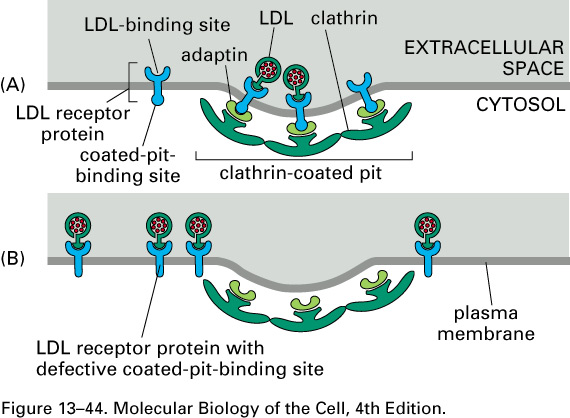 LDL-binding site
LDL
clathrin
adaptin
EXTRACELLULAR
SPACE
(A)
CYTOSOL
LDL receptor
protein
coated-pit-
binding site
clathrin-coated pit
(B)
plasma
membrane
LDL receptor protein with
defective coated-pit-binding site
Figure 13–44. Molecular Biology of the Cell, 4th Edition.